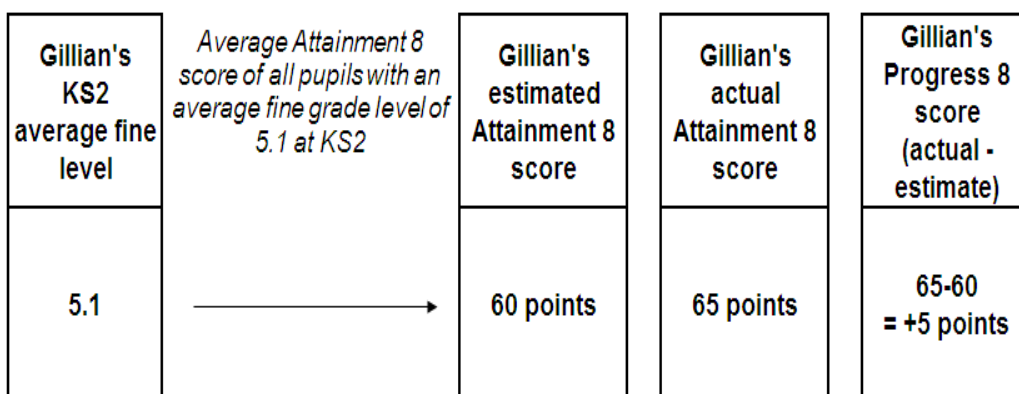 Gillian's
KS2
average fine
level
Average Attainment 8
score of all pupils with an
average fine grade level of
5.1 at KS2
Gillian's
estimated
Attainment 8
score
Gillian's
actual
Attainment 8
score
Gillian's
Progress 8
score
(actual -
estimate)
5.1
60 points
65 points
65-60
= +5 points